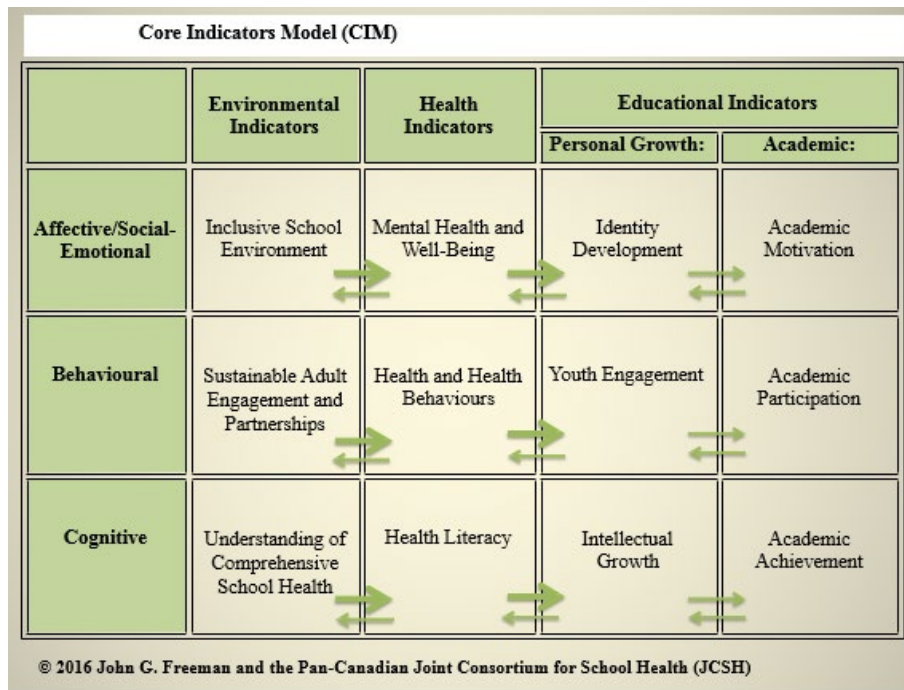 Core Indicators Model (CIM)
Environmental
Indicators
Health
Indicators
Educational Indicators
Personal Growth:
Academic:
Affective/Social-
Emotional
Inclusive School
Environment
Mental Health and
Well-Being
Identity
Development
Academic
Motivation
Behavioural
Sustainable Adult
Engagement and
Partnerships
Health and Health
Behaviours
Youth Engagement
Academic
Participation
Cognitive
Understanding of
Comprehensive
School Health
Health Literacy
Intellectual
Growth
Academic
Achievement
© 2016 John G. Freeman and the Pan-Canadian Joint Consortium for School Health (JCSH)